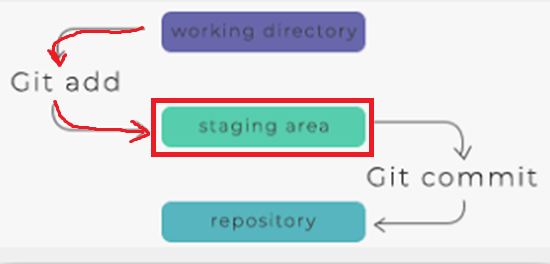 working directory
Git add
staging area
Git commit
repository